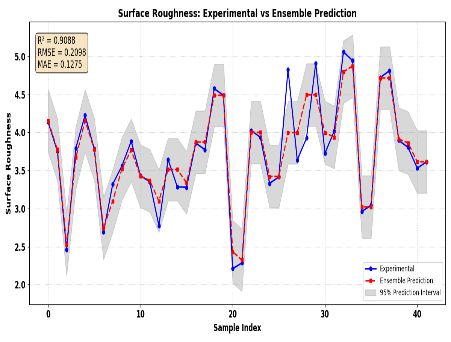 Surface Roughness: Experimental vs Ensemble Prediction
R² = 0.9088
RMSE = 0.2098
MAE = 0.1275
Surface Roughness
5.0
4.5
4.0
3.5
3.0
2.5
2.0
0 10 20 30 40
Sample Index
Experimental
Ensemble Prediction
95% Prediction Interval